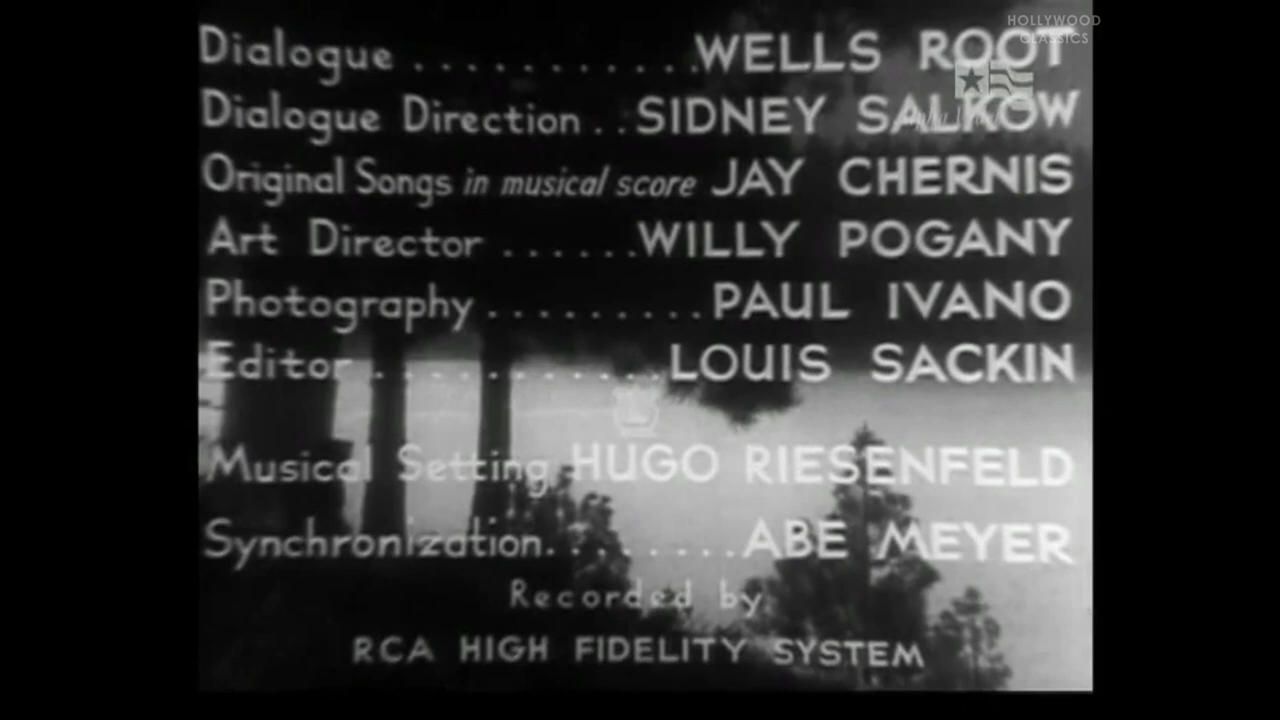 HOLLYWOOD
CLASSICS
Dialogue ........... WELLS ROOT
Dialogue Direction .. SIDNEY SALKOW
Original Songs in musical score JAY CHERNIS
Art Director ...... WILLY POGANY
Photography ......... PAUL IVANO
Editor ............ LOUIS SACKIN
Musical Setting HUGO RIESENFELD
Synchronization ........ ABE MEYER
Recorded by
RCA HIGH FIDELITY SYSTEM